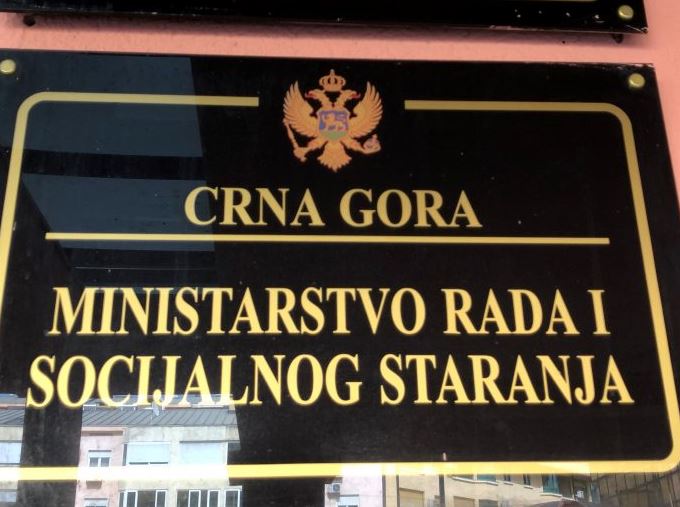 CRNA GORA
MINISTARSTVO RADA I
SOCIJALNOG STARANJA